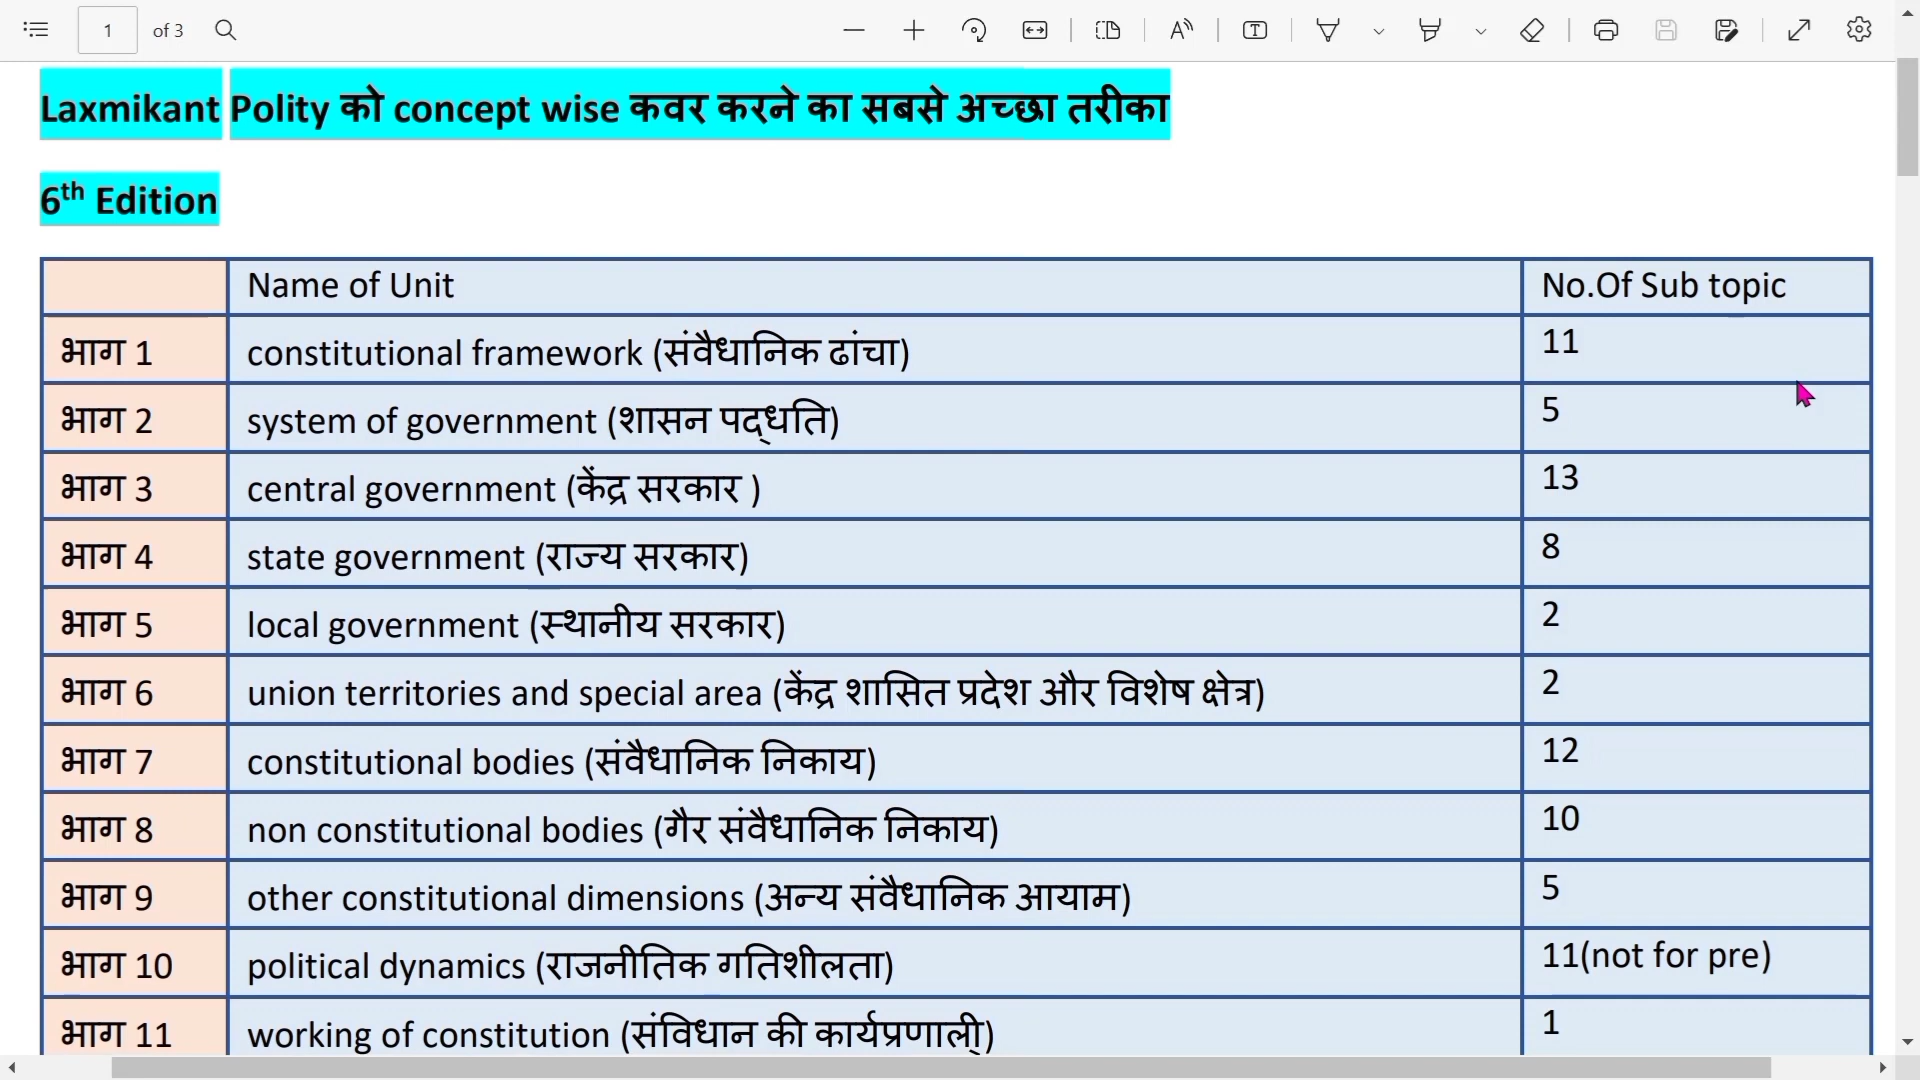 1 of 3
Laxmikant Polity को concept wise कवर करने का सबसे अच्छा तरीका
6th Edition
Name of Unit No.Of Sub topic
भाग 1 constitutional framework (संवैधानिक ढांचा) 11
भाग 2 system of government (शासन पद्धति) 5
भाग 3 central government (केंद्र सरकार ) 13
भाग 4 state government (राज्य सरकार) 8
भाग 5 local government (स्थानीय सरकार) 2
भाग 6 union territories and special area (केंद्र शासित प्रदेश और विशेष क्षेत्र) 2
भाग 7 constitutional bodies (संवैधानिक निकाय) 12
भाग 8 non constitutional bodies (गैर संवैधानिक निकाय) 10
भाग 9 other constitutional dimensions (अन्य संवैधानिक आयाम) 5
भाग 10 political dynamics (राजनीतिक गतिशीलता) 11(not for pre)
भाग 11 working of constitution (संविधान की कार्यप्रणाली्) 1